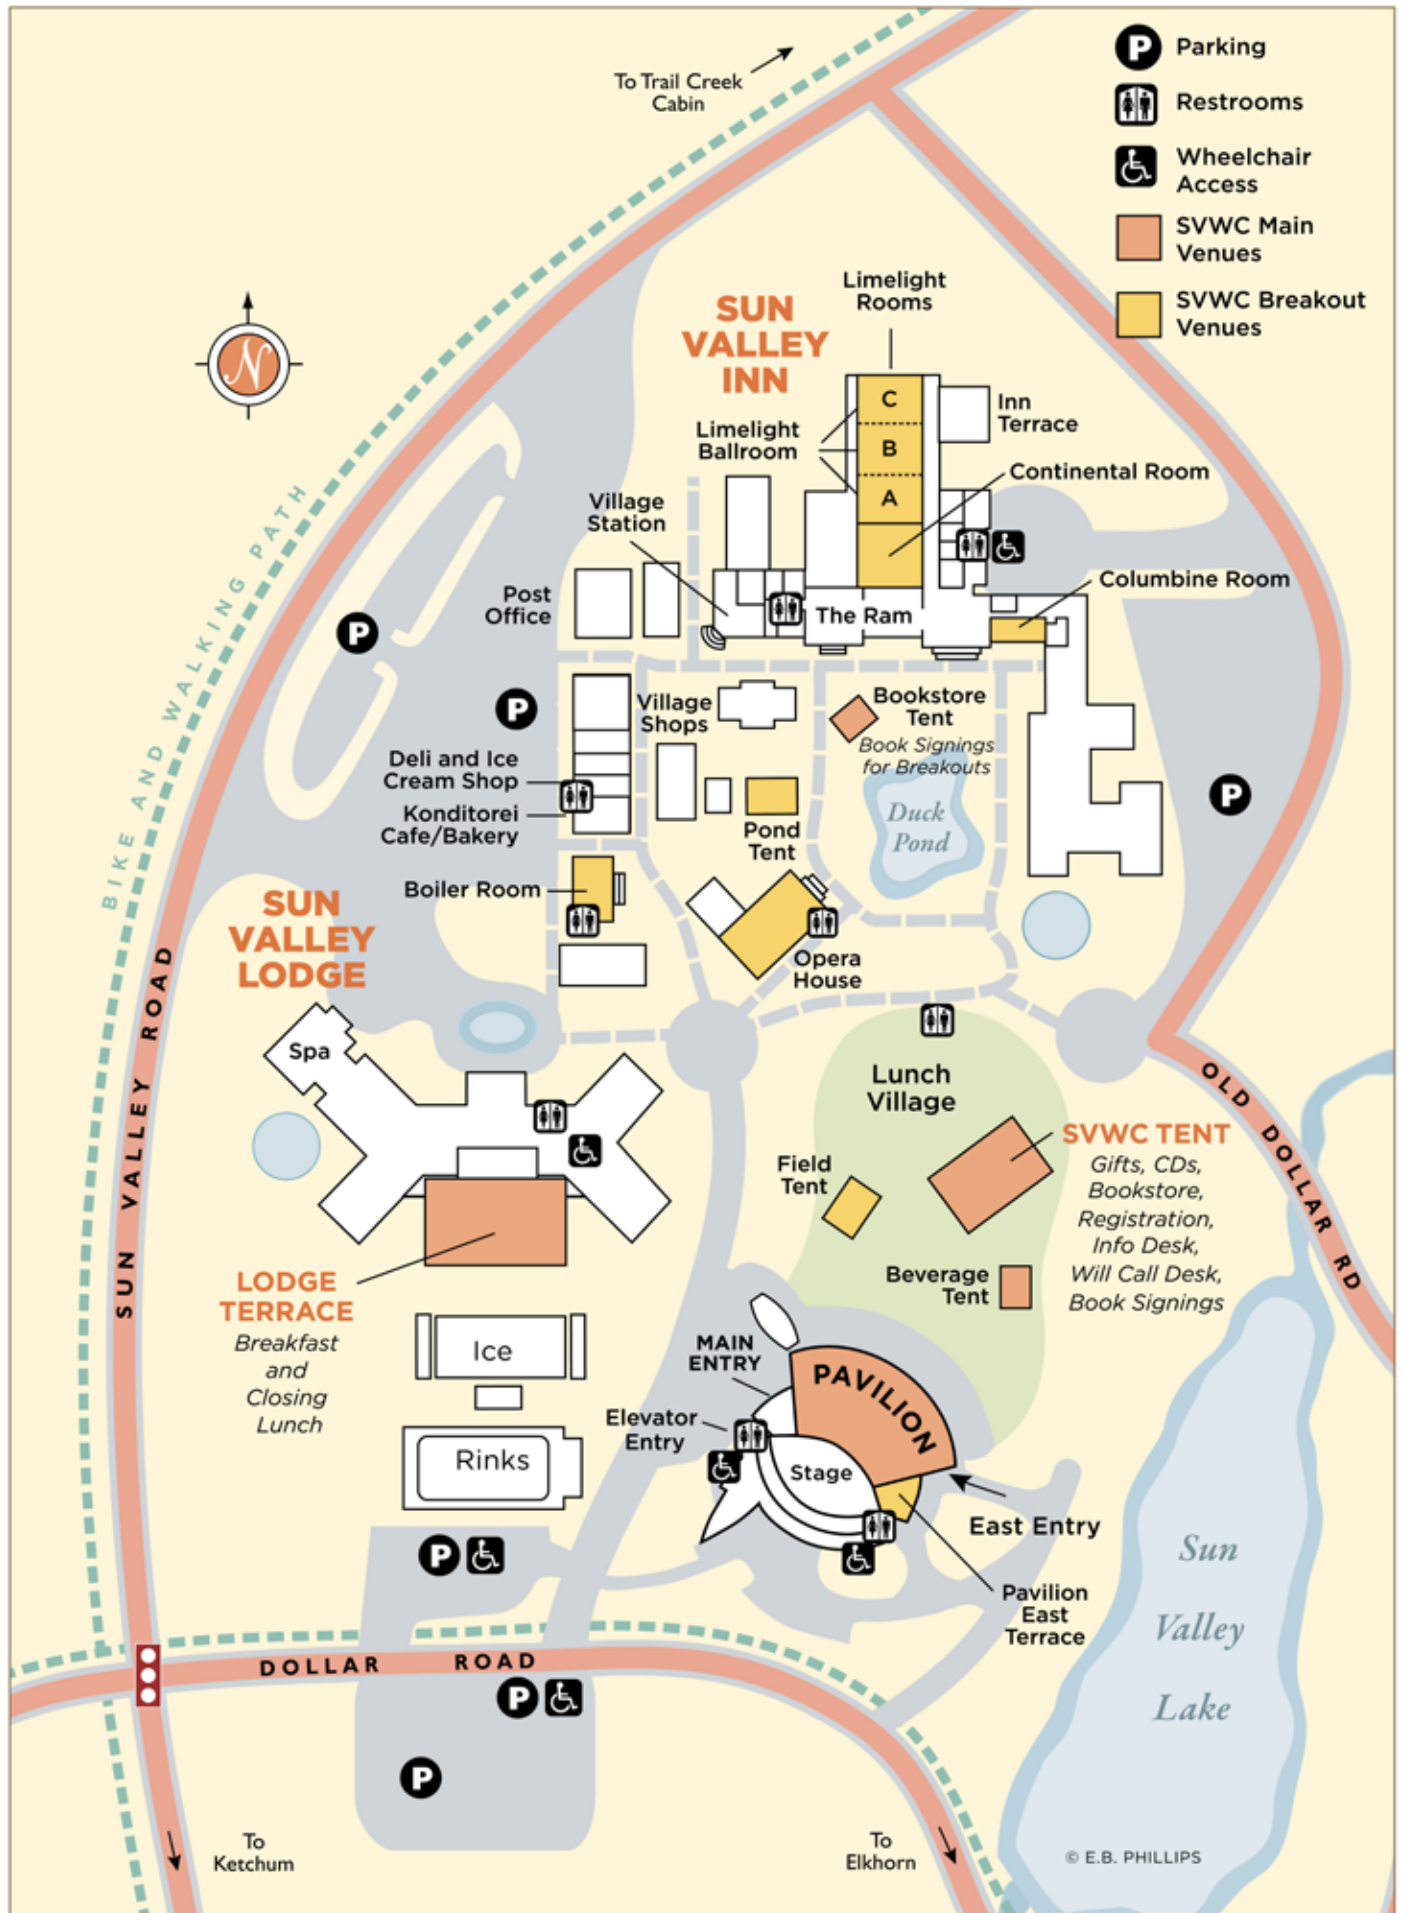 P Parking
Restrooms
Wheelchair
Access
SVWC Main
Venues
SVWC Breakout
Venues
To Trail Creek
Cabin
N
SUN
VALLEY
INN
Limelight
Rooms
C
B
A
Limelight
Ballroom
Inn
Terrace
Continental Room
Village
Station
Columbine Room
Post
Office
The Ram
BIKE AND WALKING PATH
P
P
Village
Shops
Bookstore
Tent
Book Signings
for Breakouts
Deli and Ice
Cream Shop
Konditorei
Cafe/Bakery
Pond
Tent
Duck
Pond
P
Boiler Room
SUN
VALLEY
LODGE
Opera
House
SUN VALLEY ROAD
Spa
Lunch
Village
OLD DOLLAR RD
SVWC TENT
Gifts, CDs,
Bookstore,
Registration,
Info Desk,
Will Call Desk,
Book Signings
Field
Tent
Beverage
Tent
LODGE
TERRACE
Breakfast
and
Closing
Lunch
Ice
Rinks
MAIN
ENTRY
PAVILION
Elevator
Entry
Stage
East Entry
Pavilion
East
Terrace
P
Sun
Valley
Lake
DOLLAR ROAD
P
P
To
Ketchum
To
Elkhorn
© E.B. PHILLIPS